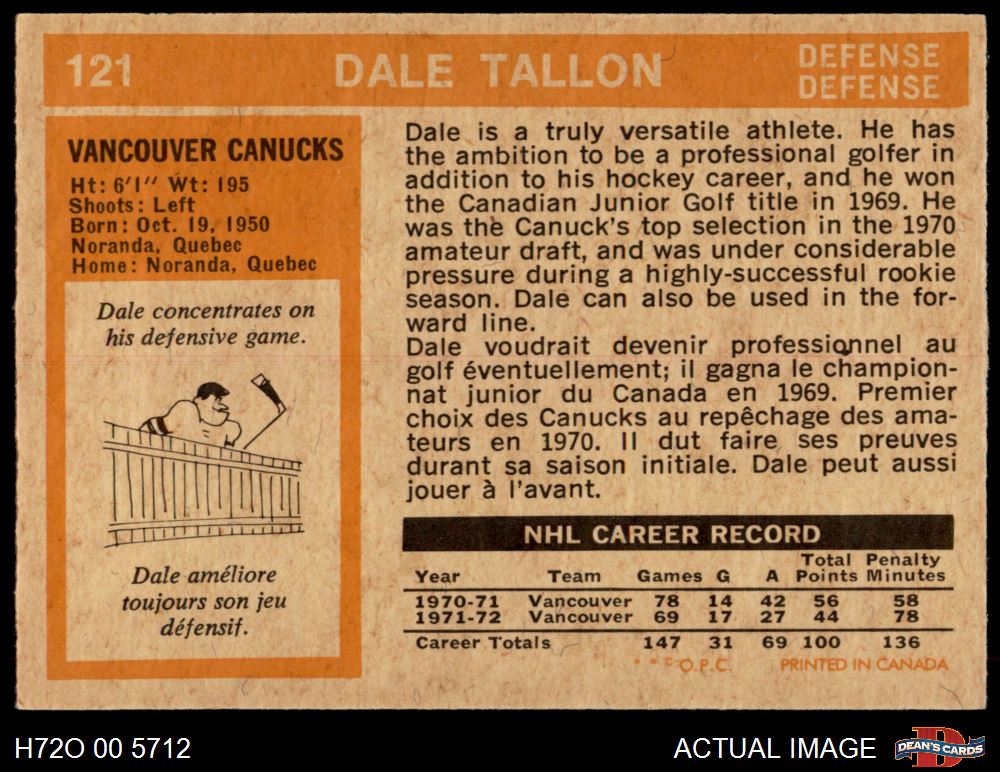 121 DALE TALLON DEFENSE
DEFENSE
VANCOUVER CANUCKS
Ht: 6'1" Wt: 195
Shoots: Left
Born: Oct. 19, 1950
Noranda, Quebec
Home: Noranda, Quebec
Dale concentrates on
his defensive game.
Dale améliore
toujours son jeu
défensif.
Dale is a truly versatile athlete. He has
the ambition to be a professional golfer in
addition to his hockey career, and he won
the Canadian Junior Golf title in 1969. He
was the Canuck's top selection in the 1970
amateur draft, and was under considerable
pressure during a highly-successful rookie
season. Dale can also be used in the for-
ward line.
Dale voudrait devenir professionnel au
golf éventuellement; il gagna le champion-
nat junior du Canada en 1969. Premier
choix des Canucks au repêchage des ama-
teurs en 1970. Il dut faire ses preuves
durant sa saison initiale. Dale peut aussi
jouer à l'avant.
NHL CAREER RECORD
Total Penalty
Year Team Games G A Points Minutes
1970-71 Vancouver 78 14 42 56 58
1971-72 Vancouver 69 17 27 44 78
Career Totals 147 31 69 100 136
* * © O.P.C. PRINTED IN CANADA
H72O 00 5712 ACTUAL IMAGE DEAN'S CARDS